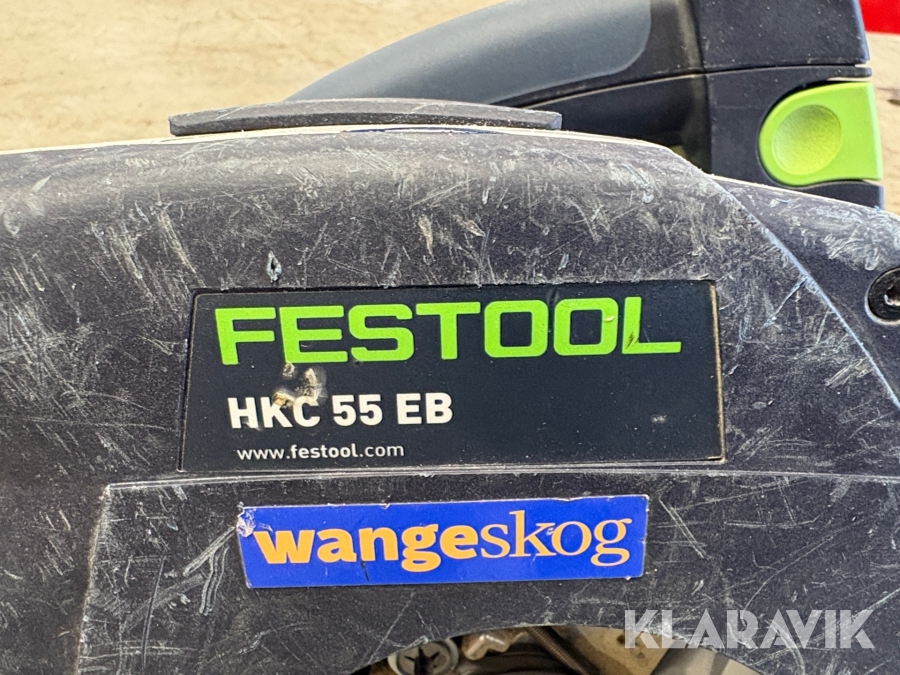 FESTOOL
HKC 55 EB
www.festool.com
wangeskog
KLARAVIK